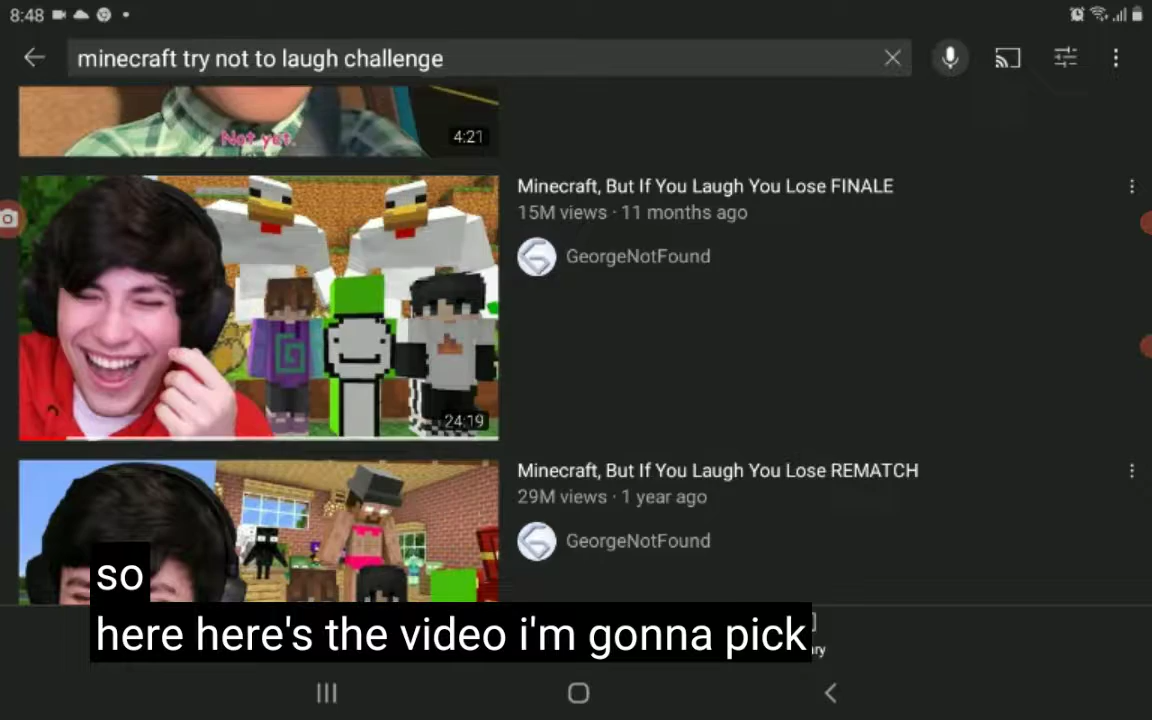 8:48
minecraft try not to laugh challenge
Not yet.
4:21
Minecraft, But If You Laugh You Lose FINALE
15M views · 11 months ago
GeorgeNotFound
24:19
Minecraft, But If You Laugh You Lose REMATCH
29M views · 1 year ago
GeorgeNotFound
so
here here's the video i'm gonna pick